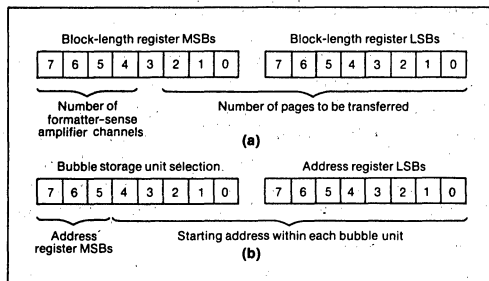 Block-length register MSBs Block-length register LSBs
7 6 5 4 3 2 1 0 7 6 5 4 3 2 1 0
Number of formatter-sense amplifier channels
Number of pages to be transferred
(a)
Bubble storage unit selection Address register LSBs
7 6 5 4 3 2 1 0 7 6 5 4 3 2 1 0
Address register MSBs
Starting address within each bubble unit
(b)